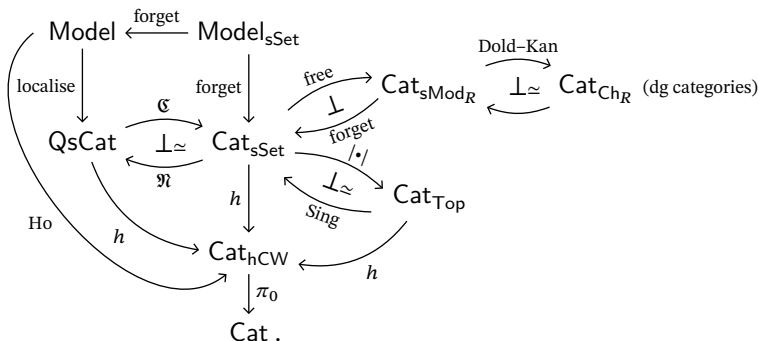 forget
Model Model_sSet
Dold–Kan
localise forget free
⊥ Cat_sMod_R ⊥≃ Cat_Ch_R (dg categories)
ℭ forget
QsCat ⊥≃ Cat_sSet |•|
𝔑 ⊥≃
Cat_Top
Sing
Ho h h h
Cat_hCW
π₀
Cat .